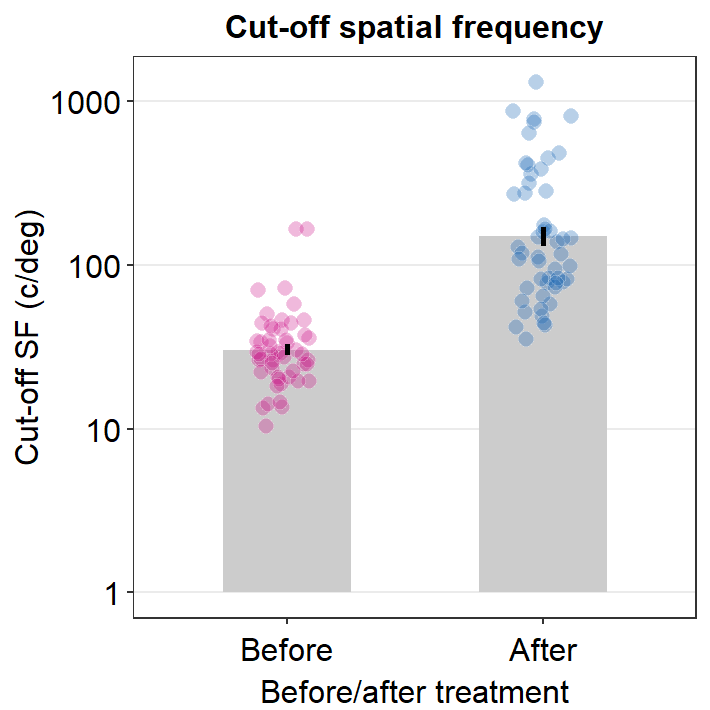 Cut-off spatial frequency
1000
100
10
1
Cut-off SF (c/deg)
Before
After
Before/after treatment